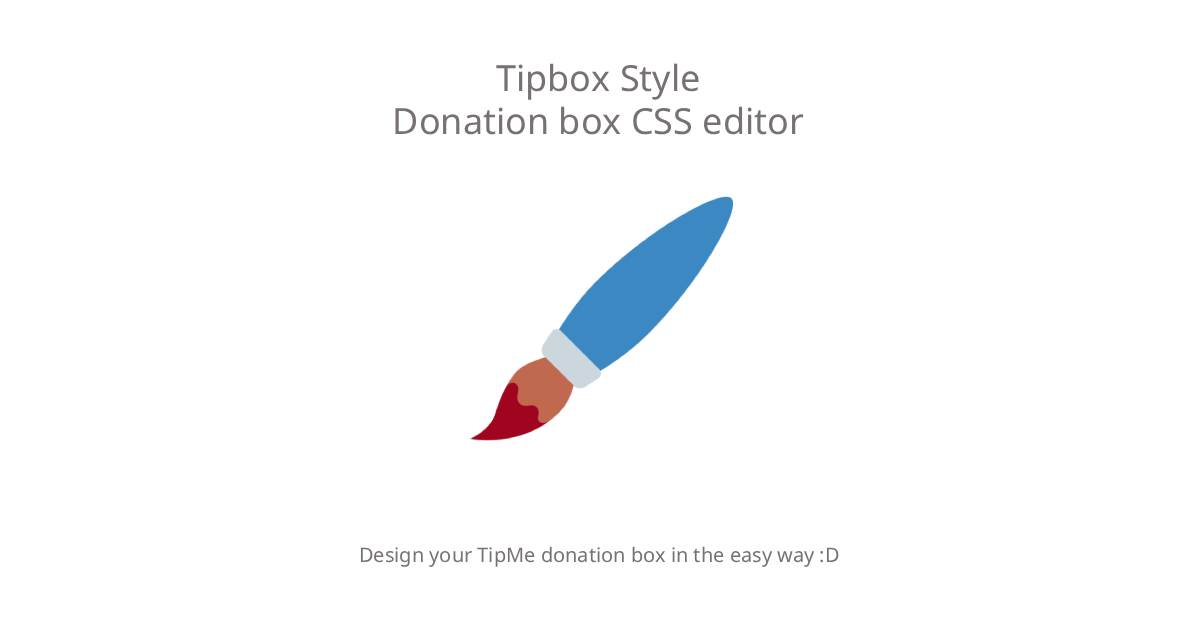 Tipbox Style
Donation box CSS editor
Design your TipMe donation box in the easy way :D